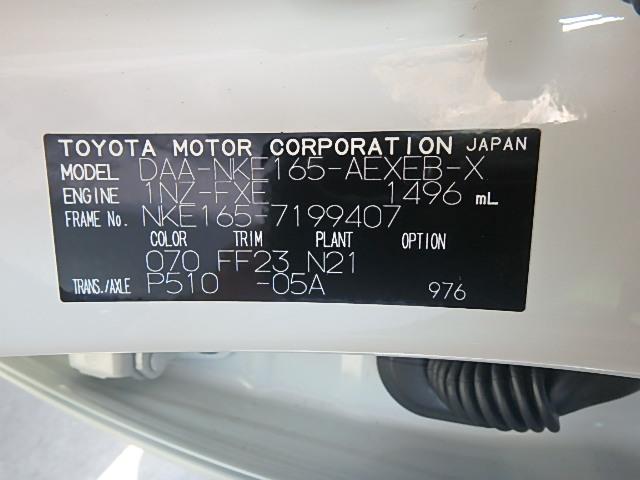 TOYOTA MOTOR CORPORATION JAPAN
MODEL DAA-NKE165-AEXEB-X
ENGINE 1NZ-FXE 1496 mL
FRAME No. NKE165-7199407
COLOR TRIM PLANT OPTION
070 FF23 N21
TRANS./AXLE P510 -05A 976